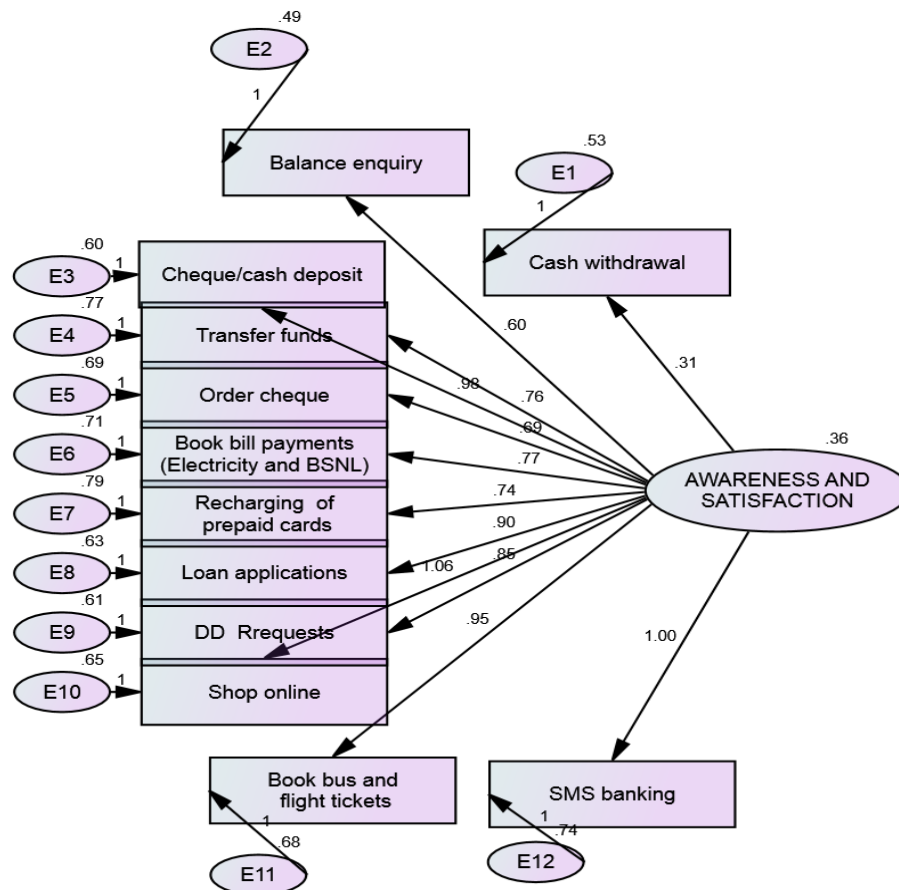 .49
E2
1
Balance enquiry
.53
E1
1
Cash withdrawal
.60
E3
1
Cheque/cash deposit
.77
E4
1
Transfer funds
.69
E5
1
Order cheque
.71
E6
1
Book bill payments
(Electricity and BSNL)
.79
E7
1
Recharging of
prepaid cards
.63
E8
1
Loan applications
.61
E9
1
DD Rrequests
.65
E10
1
Shop online
.60
.31
.98
.76
.69
.77
.74
.90
.85
1.06
.95
1.00
.36
AWARENESS AND
SATISFACTION
Book bus and
flight tickets
1
.68
E11
SMS banking
1
.74
E12